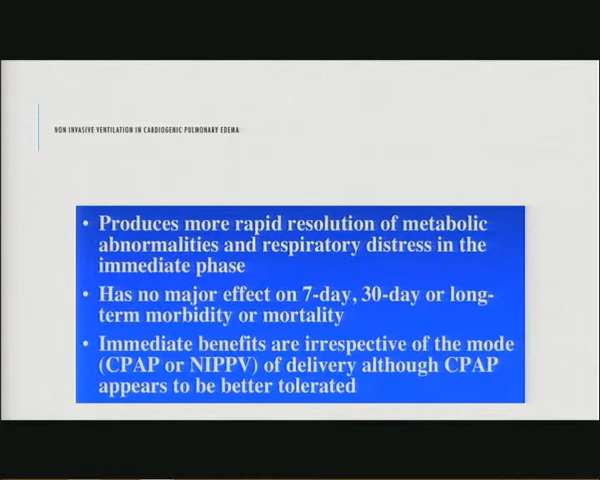 NON INVASIVE VENTILATION IN CARDIOGENIC PULMONARY EDEMA
• Produces more rapid resolution of metabolic
abnormalities and respiratory distress in the
immediate phase
• Has no major effect on 7-day, 30-day or long-
term morbidity or mortality
• Immediate benefits are irrespective of the mode
(CPAP or NIPPV) of delivery although CPAP
appears to be better tolerated